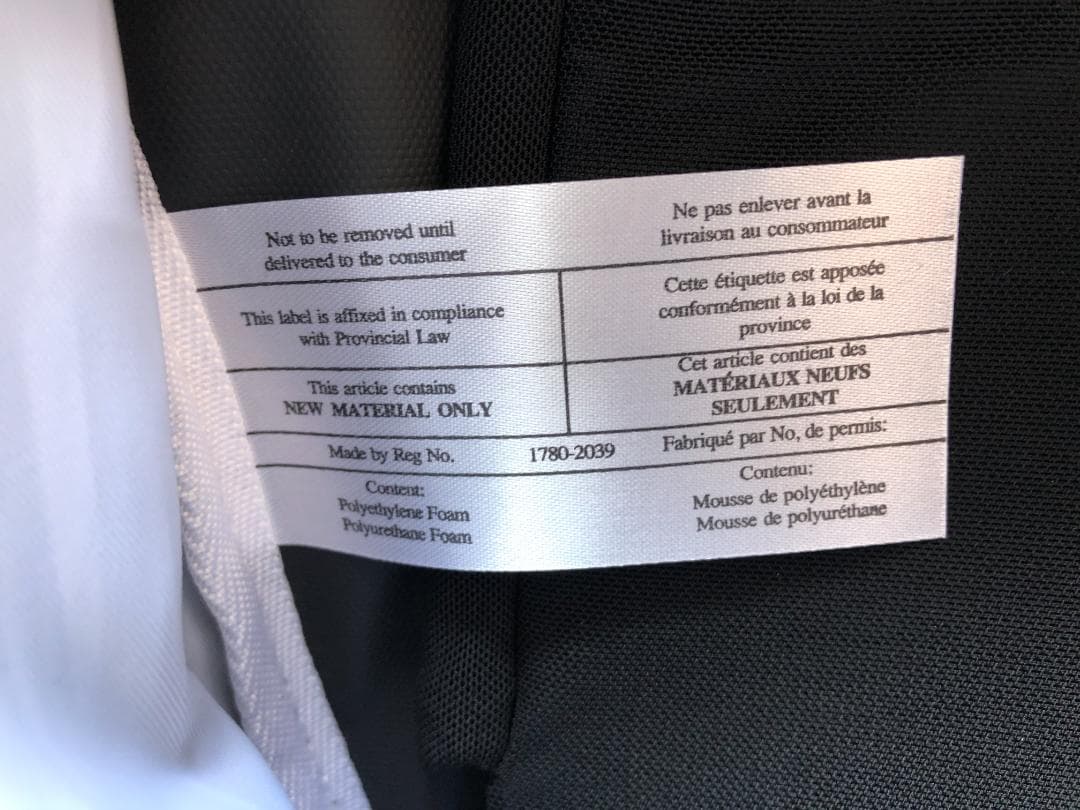 Not to be removed until
delivered to the consumer
Ne pas enlever avant la
livraison au consommateur
This label is affixed in compliance
with Provincial Law
Cette étiquette est apposée
conformément à la loi de la
province
This article contains
NEW MATERIAL ONLY
Cet article contient des
MATÉRIAUX NEUFS
SEULEMENT
Made by Reg No. 1780-2039 Fabriqué par No, de permis:
Content:
Polyethylene Foam
Polyurethane Foam
Contenu:
Mousse de polyéthylène
Mousse de polyuréthane